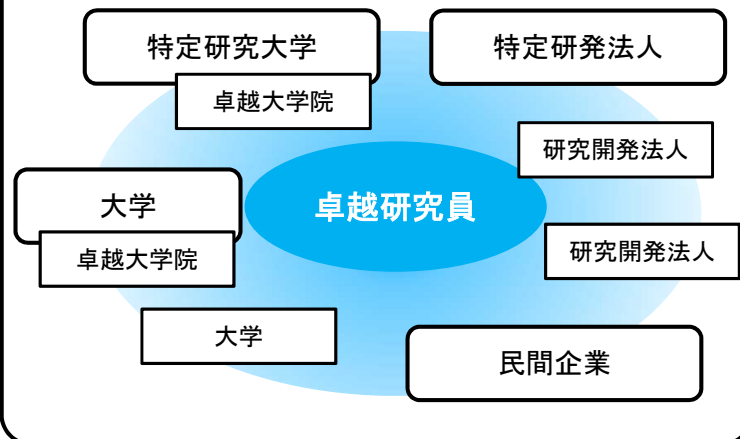 特定研究大学
特定研発法人
卓越大学院
研究開発法人
大学
卓越研究員
卓越大学院
研究開発法人
大学
民間企業